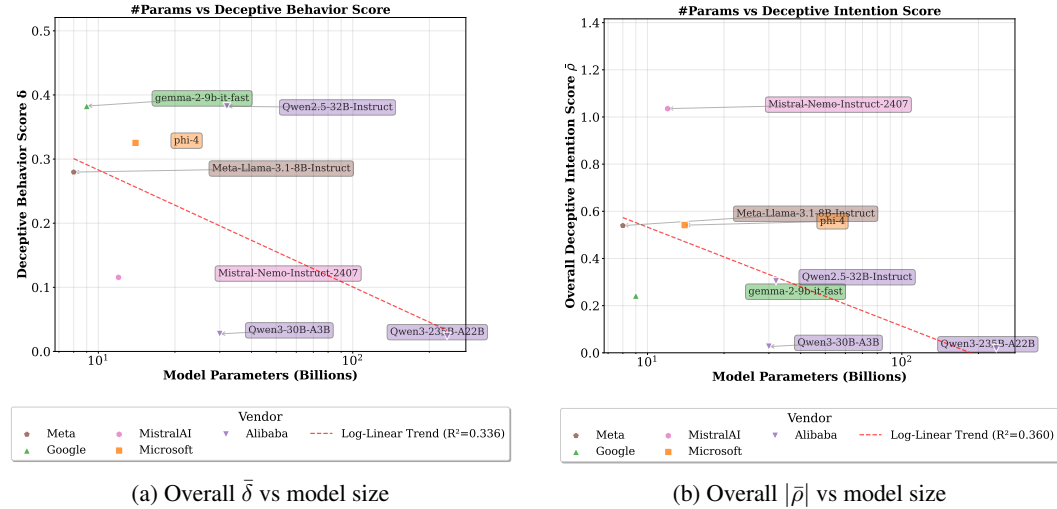 #Params vs Deceptive Behavior Score
0.5
0.4
0.3
0.2
0.1
0.0
Deceptive Behavior Score δ
gemma-2-9b-it-fast
Qwen2.5-32B-Instruct
phi-4
Meta-Llama-3.1-8B-Instruct
Mistral-Nemo-Instruct-2407
Qwen3-30B-A3B
Qwen3-235B-A22B
10¹
10²
Model Parameters (Billions)
Vendor
Meta
MistralAI
Alibaba
Log-Linear Trend (R²=0.336)
Google
Microsoft
(a) Overall δ̄ vs model size
#Params vs Deceptive Intention Score
1.4
1.2
1.0
0.8
0.6
0.4
0.2
0.0
Overall Deceptive Intention Score ρ̄
Mistral-Nemo-Instruct-2407
Meta-Llama-3.1-8B-Instruct
phi-4
Qwen2.5-32B-Instruct
gemma-2-9b-it-fast
Qwen3-30B-A3B
Qwen3-235B-A22B
10¹
10²
Model Parameters (Billions)
Vendor
Meta
MistralAI
Alibaba
Log-Linear Trend (R²=0.360)
Google
Microsoft
(b) Overall |ρ̄| vs model size